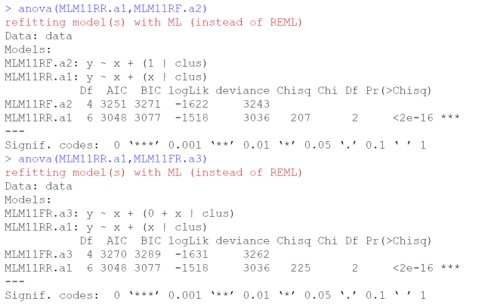 > anova(MLM11RR.a1,MLM11RF.a2)
refitting model(s) with ML (instead of REML)
Data: data
Models:
MLM11RF.a2: y ~ x + (1 | clus)
MLM11RR.a1: y ~ x + (x | clus)
Df AIC BIC logLik deviance Chisq Chi Df Pr(>Chisq)
MLM11RF.a2 4 3251 3271 -1622 3243
MLM11RR.a1 6 3048 3077 -1518 3036 207 2 <2e-16 ***
---
Signif. codes: 0 ‘***’ 0.001 ‘**’ 0.01 ‘*’ 0.05 ‘.’ 0.1 ‘ ’ 1
> anova(MLM11RR.a1,MLM11FR.a3)
refitting model(s) with ML (instead of REML)
Data: data
Models:
MLM11FR.a3: y ~ x + (0 + x | clus)
MLM11RR.a1: y ~ x + (x | clus)
Df AIC BIC logLik deviance Chisq Chi Df Pr(>Chisq)
MLM11FR.a3 4 3270 3289 -1631 3262
MLM11RR.a1 6 3048 3077 -1518 3036 225 2 <2e-16 ***
---
Signif. codes: 0 ‘***’ 0.001 ‘**’ 0.01 ‘*’ 0.05 ‘.’ 0.1 ‘ ’ 1